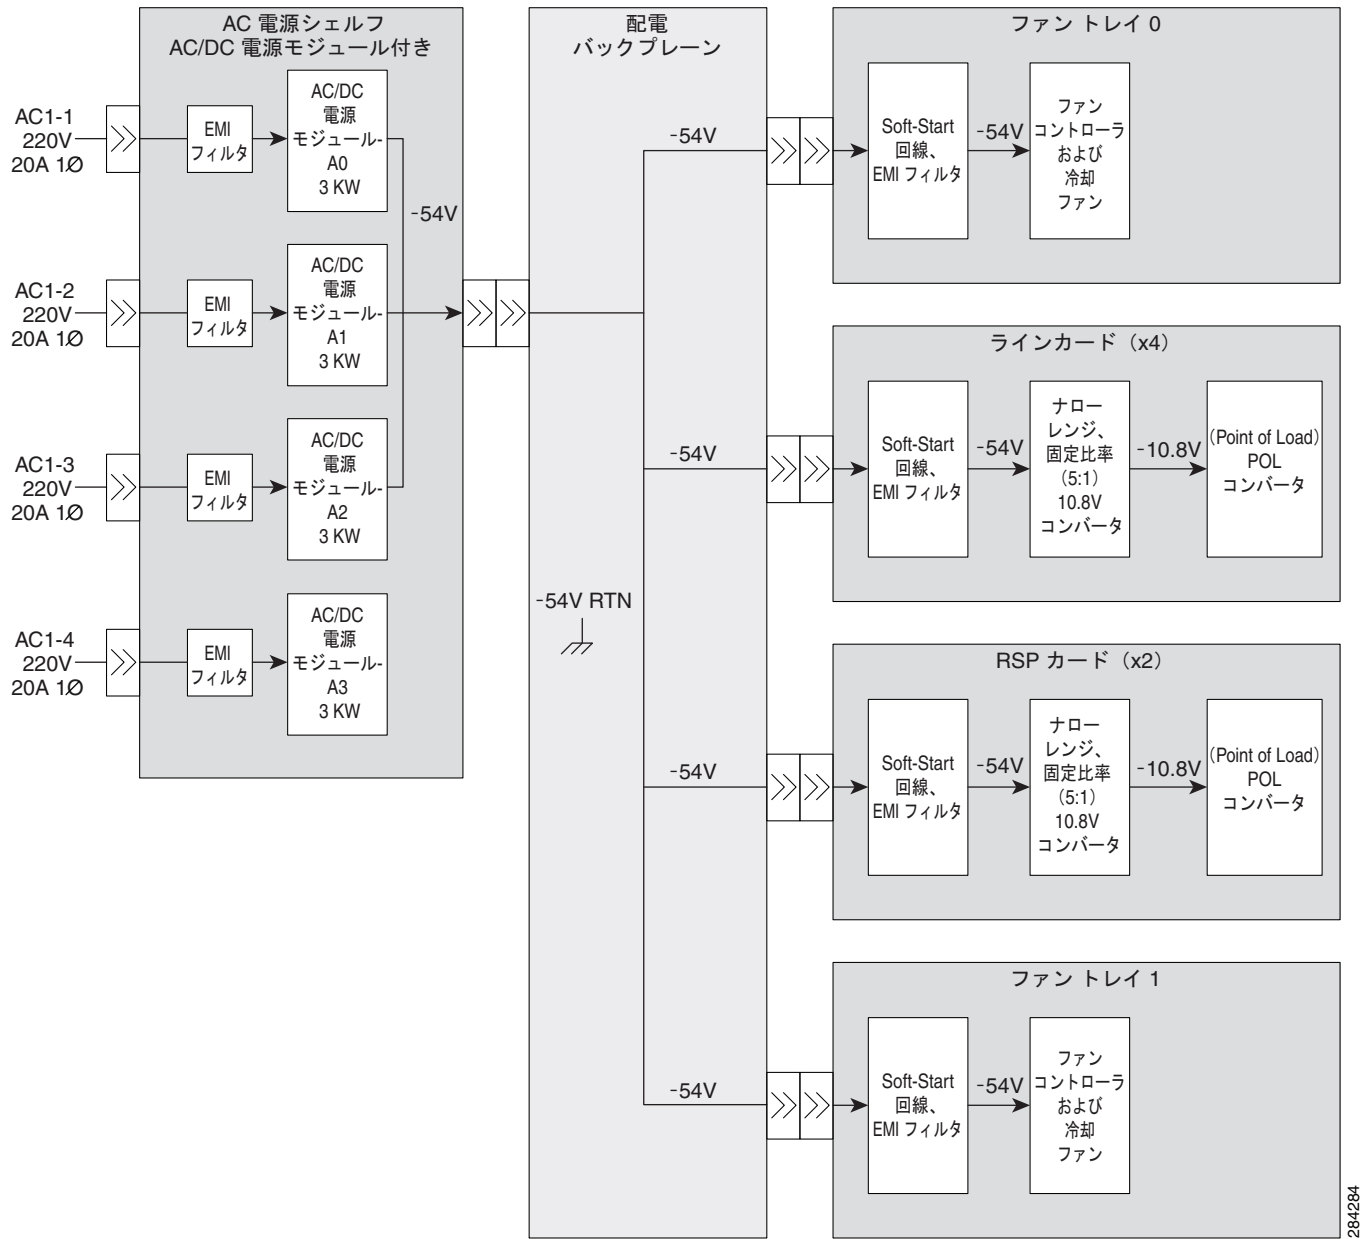 AC 電源シェルフ
AC/DC 電源モジュール付き
AC1-1
220V
20A 1Ø
EMI
フィルタ
AC/DC
電源
モジュール-
A0
3 KW
-54V
AC1-2
220V
20A 1Ø
EMI
フィルタ
AC/DC
電源
モジュール-
A1
3 KW
AC1-3
220V
20A 1Ø
EMI
フィルタ
AC/DC
電源
モジュール-
A2
3 KW
AC1-4
220V
20A 1Ø
EMI
フィルタ
AC/DC
電源
モジュール-
A3
3 KW
配電
バックプレーン
-54V
-54V
-54V RTN
-54V
-54V
ファン トレイ 0
Soft-Start
回線、
EMI フィルタ
-54V
ファン
コントローラ
および
冷却
ファン
ラインカード（x4）
Soft-Start
回線、
EMI フィルタ
-54V
ナロー
レンジ、
固定比率
（5:1）
10.8V
コンバータ
-10.8V
（Point of Load）
POL
コンバータ
RSP カード（x2）
Soft-Start
回線、
EMI フィルタ
-54V
ナロー
レンジ、
固定比率
（5:1）
10.8V
コンバータ
-10.8V
（Point of Load）
POL
コンバータ
ファン トレイ 1
Soft-Start
回線、
EMI フィルタ
-54V
ファン
コントローラ
および
冷却
ファン
284284